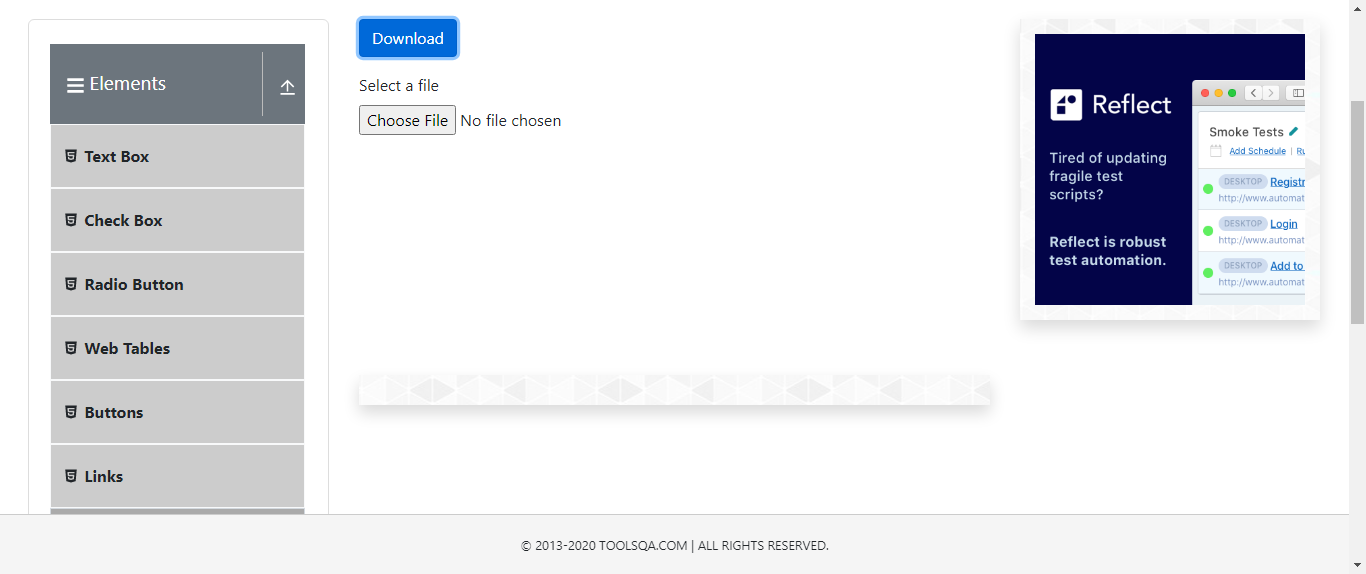 Elements
Text Box
Check Box
Radio Button
Web Tables
Buttons
Links
Download
Select a file
Choose File No file chosen
Reflect
Tired of updating
fragile test
scripts?
Reflect is robust
test automation.
Smoke Tests
Add Schedule | Ru
DESKTOP Registr
http://www.automat
DESKTOP Login
http://www.automat
DESKTOP Add to
http://www.automat
© 2013-2020 TOOLSQA.COM | ALL RIGHTS RESERVED.